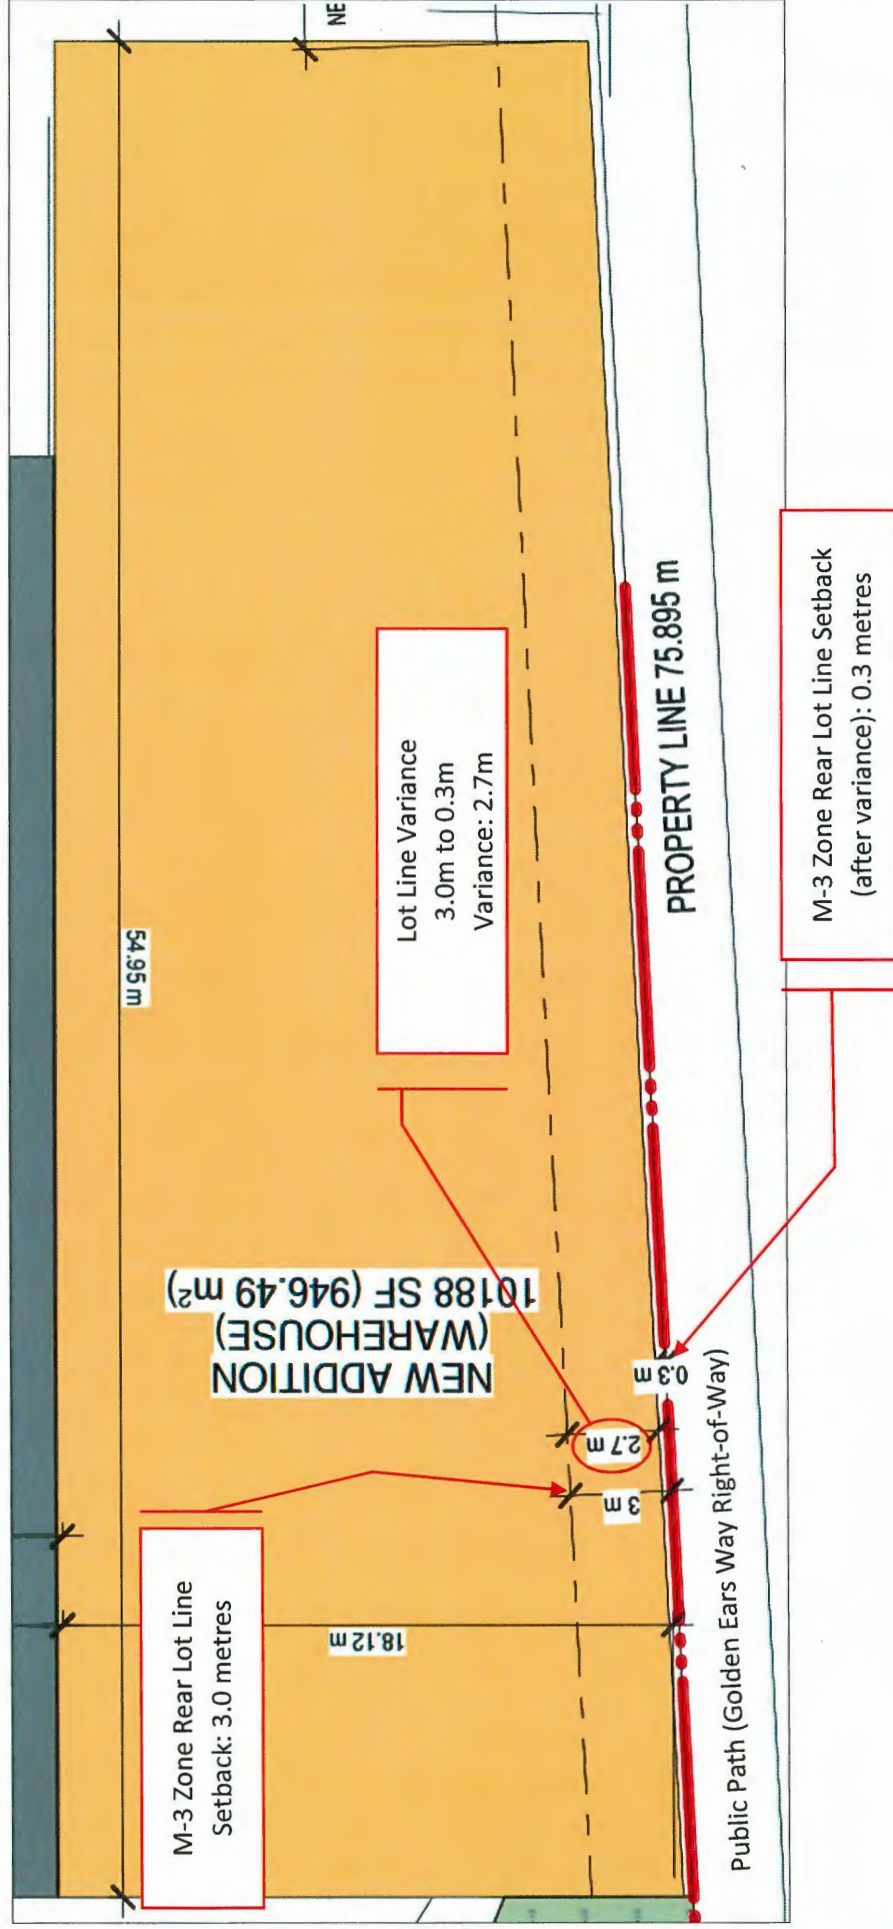 M-3 Zone Rear Lot Line
Setback: 3.0 metres
Lot Line Variance
3.0m to 0.3m
Variance: 2.7m
M-3 Zone Rear Lot Line Setback
(after variance): 0.3 metres
54.95 m
18.12 m
NEW ADDITION
(WAREHOUSE)
10188 SF (946.49 m²)
3 m
2.7 m
0.3 m
PROPERTY LINE 75.895 m
Public Path (Golden Ears Way Right-of-Way)
NE